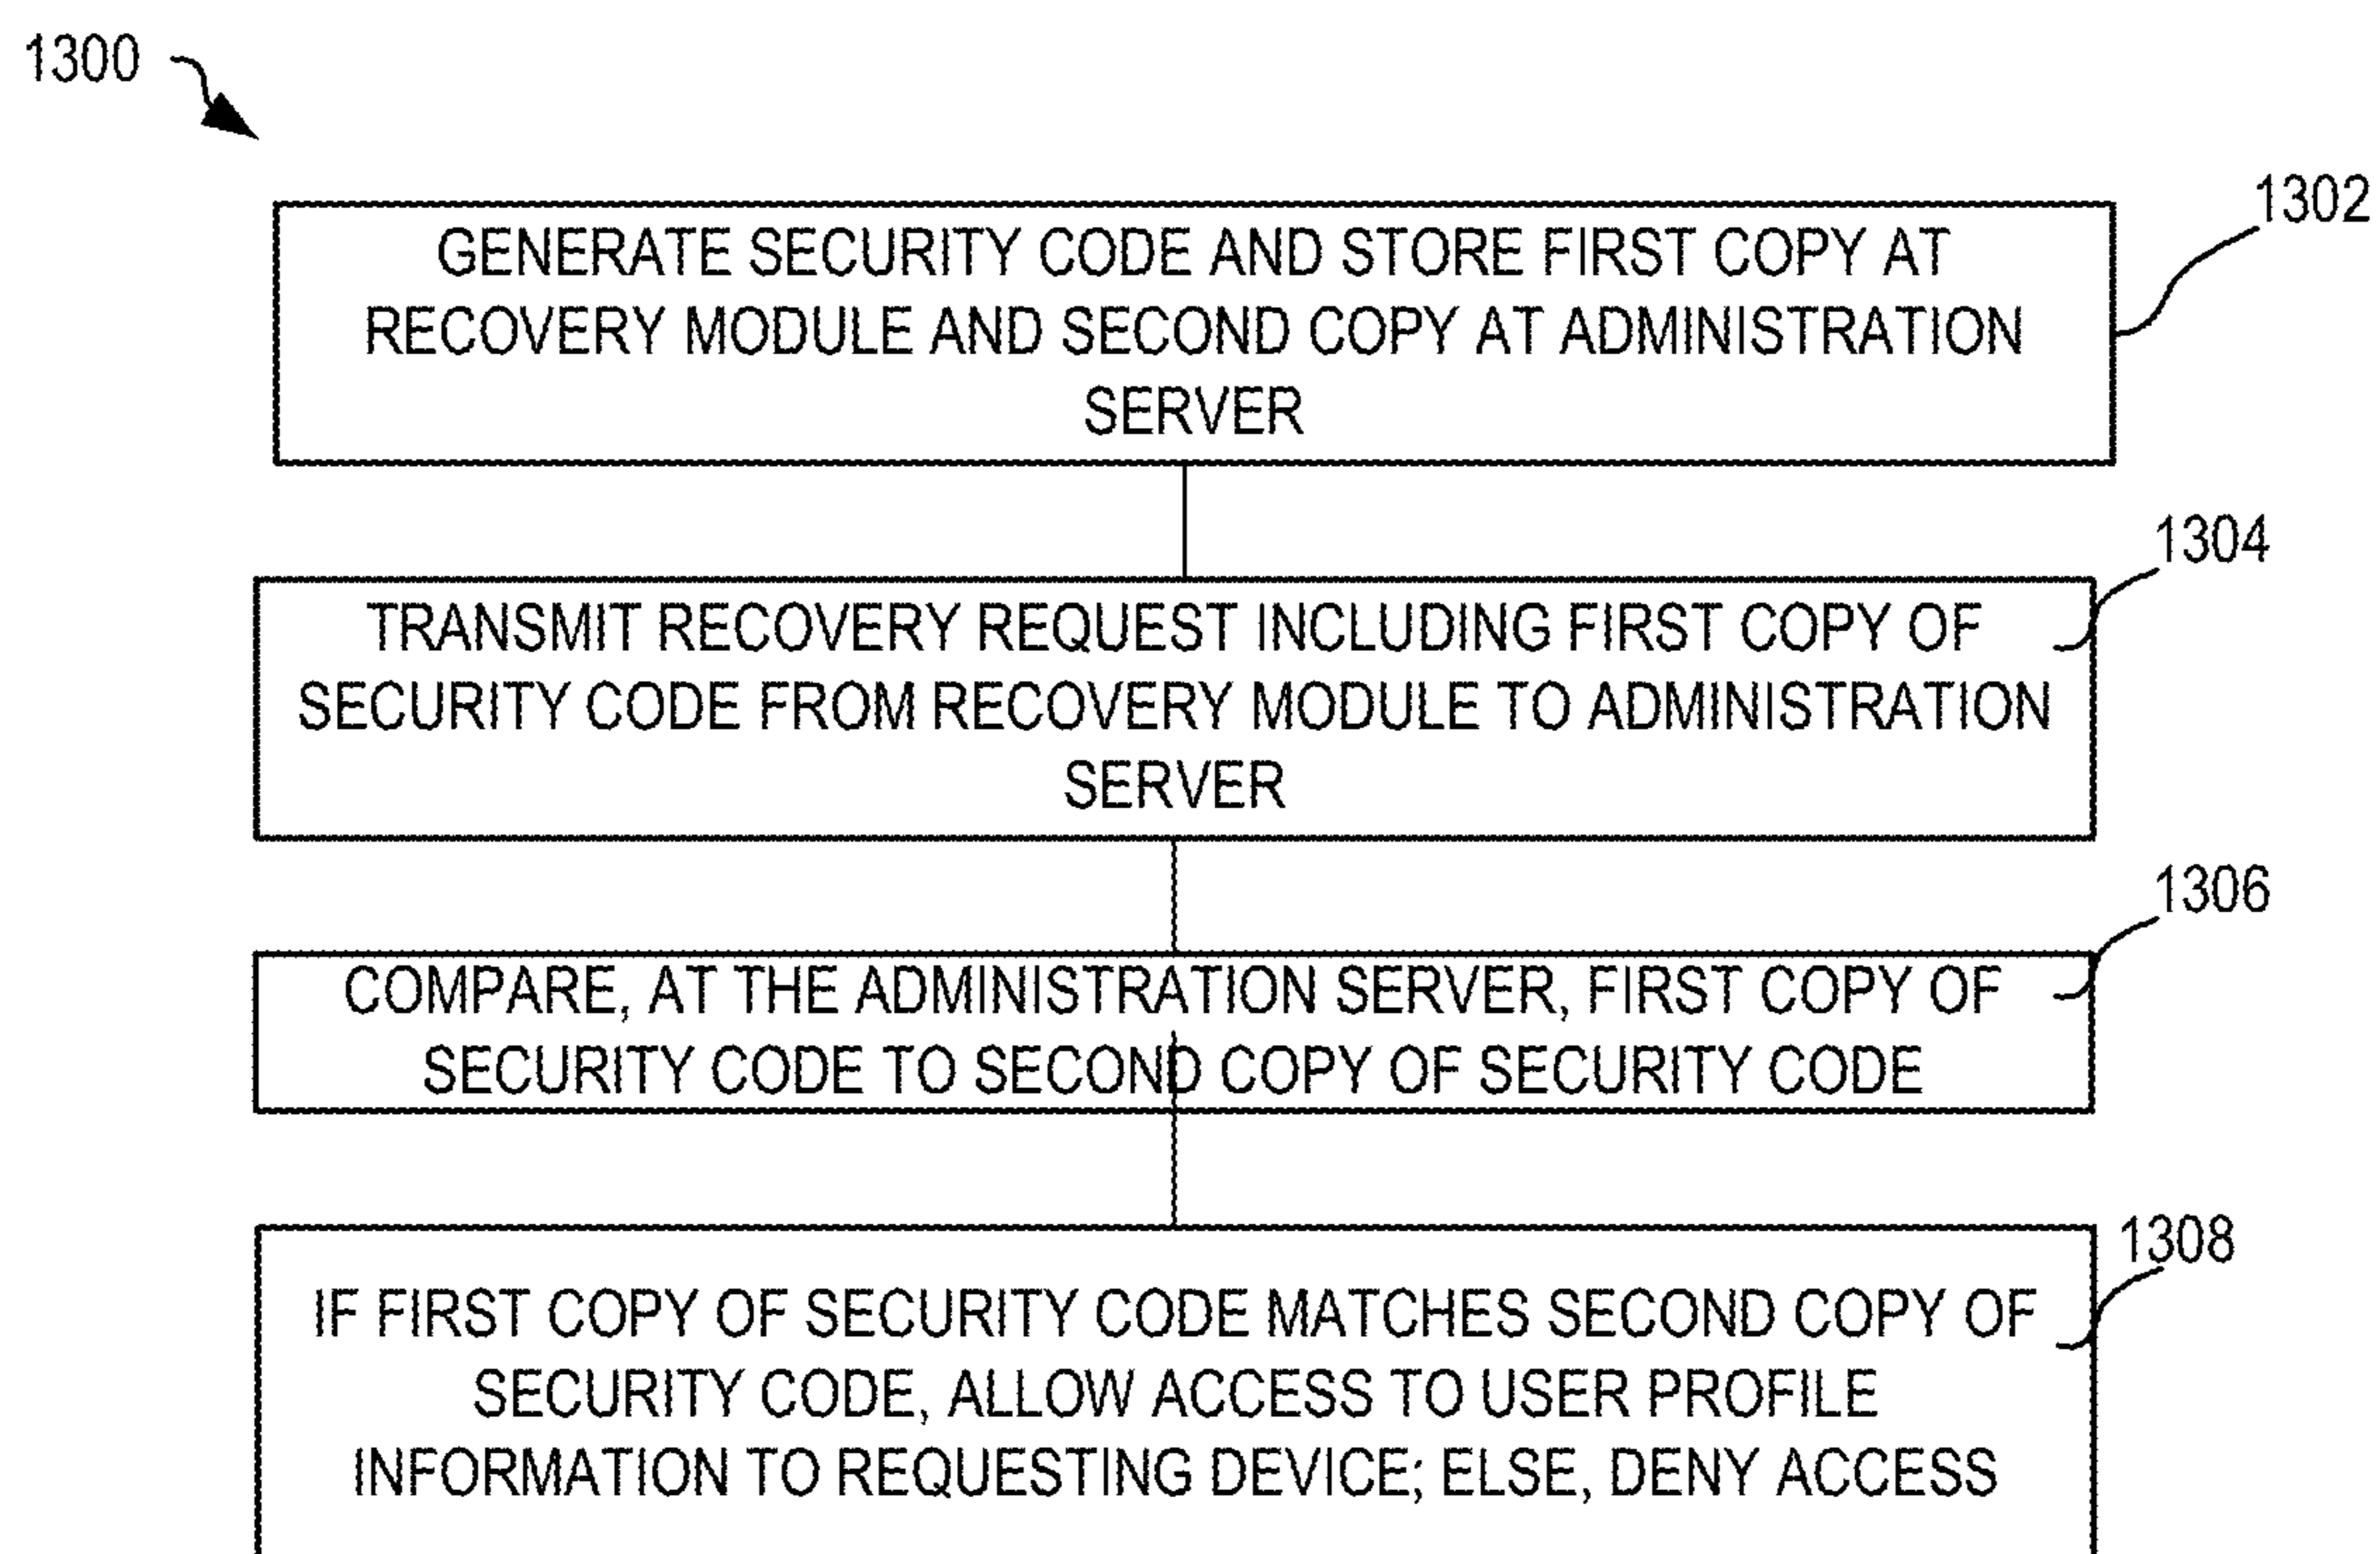 1300
1302
GENERATE SECURITY CODE AND STORE FIRST COPY AT
RECOVERY MODULE AND SECOND COPY AT ADMINISTRATION
SERVER
1304
TRANSMIT RECOVERY REQUEST INCLUDING FIRST COPY OF
SECURITY CODE FROM RECOVERY MODULE TO ADMINISTRATION
SERVER
1306
COMPARE, AT THE ADMINISTRATION SERVER, FIRST COPY OF
SECURITY CODE TO SECOND COPY OF SECURITY CODE
1308
IF FIRST COPY OF SECURITY CODE MATCHES SECOND COPY OF
SECURITY CODE, ALLOW ACCESS TO USER PROFILE
INFORMATION TO REQUESTING DEVICE; ELSE, DENY ACCESS